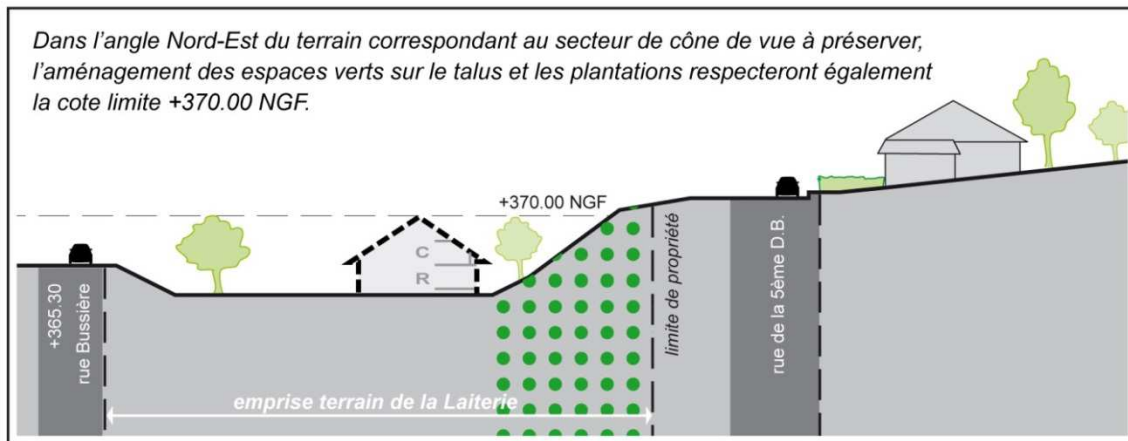 Dans l'angle Nord-Est du terrain correspondant au secteur de cône de vue à préserver,
l'aménagement des espaces verts sur le talus et les plantations respecteront également
la cote limite +370.00 NGF.
+370.00 NGF
C
R
+365.30
rue Bussière
limite de propriété
rue de la 5ème D.B.
emprise terrain de la Laiterie